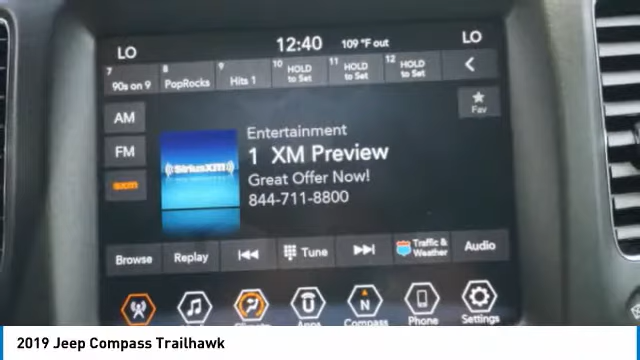 LO 12:40 109 °F out LO
7 90s on 9
8 PopRocks
9 Hits 1
10 HOLD to Set
11 HOLD to Set
12 HOLD to Set
AM
FM
sxm
Fav
((SiriusXM))
Entertainment
1 XM Preview
Great Offer Now!
844-711-8800
Browse Replay Tune Traffic & Weather Audio
N
Climate Apps Compass Phone Settings
2019 Jeep Compass Trailhawk